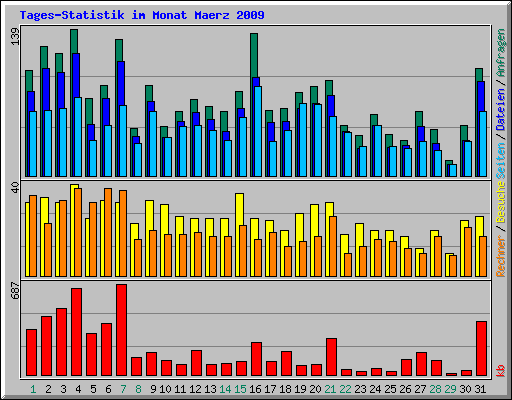 Tages-Statistik im Monat Maerz 2009
139
Seiten / Dateien / Anfragen
40
Rechner / Besuche
687
kb
1 2 3 4 5 6 7 8 9 10 11 12 13 14 15 16 17 18 19 20 21 22 23 24 25 26 27 28 29 30 31